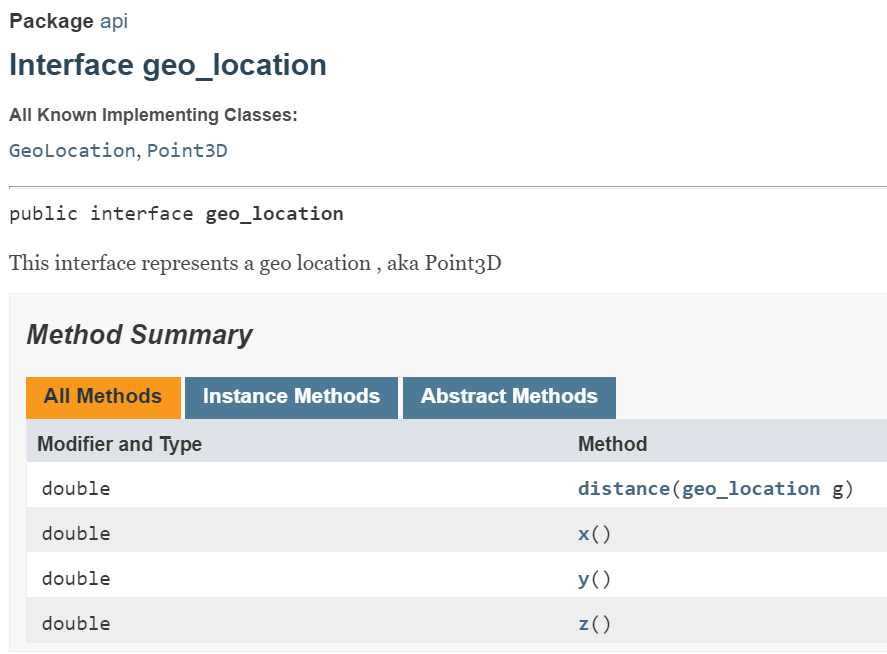 Package api
Interface geo_location
All Known Implementing Classes:
GeoLocation, Point3D
public interface geo_location
This interface represents a geo location , aka Point3D
Method Summary
All Methods Instance Methods Abstract Methods
Modifier and Type Method
double distance(geo_location g)
double x()
double y()
double z()